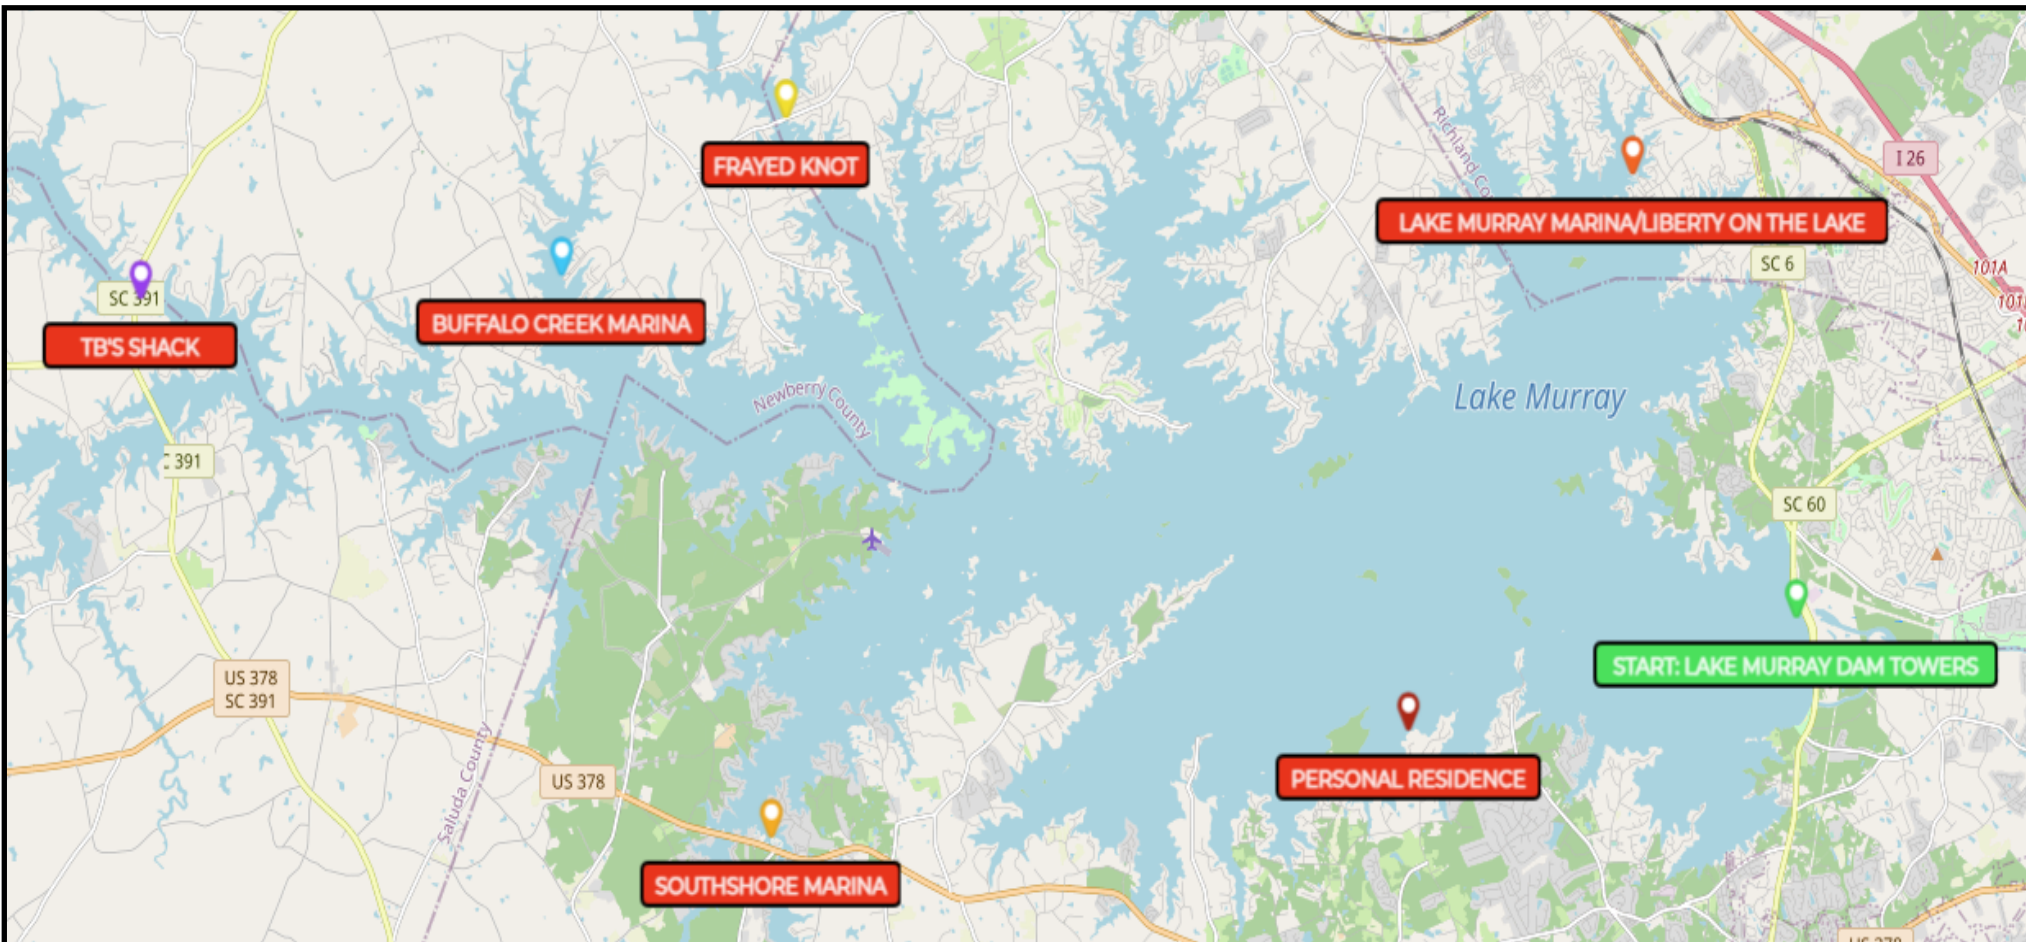 FRAYED KNOT
Richland Co
I 26
LAKE MURRAY MARINA/LIBERTY ON THE LAKE
SC 6
101A
SC 391
BUFFALO CREEK MARINA
TB'S SHACK
Newberry County
Lake Murray
391
SC 60
START: LAKE MURRAY DAM TOWERS
US 378
SC 391
Saluda County
US 378
PERSONAL RESIDENCE
SOUTHSHORE MARINA
US 378